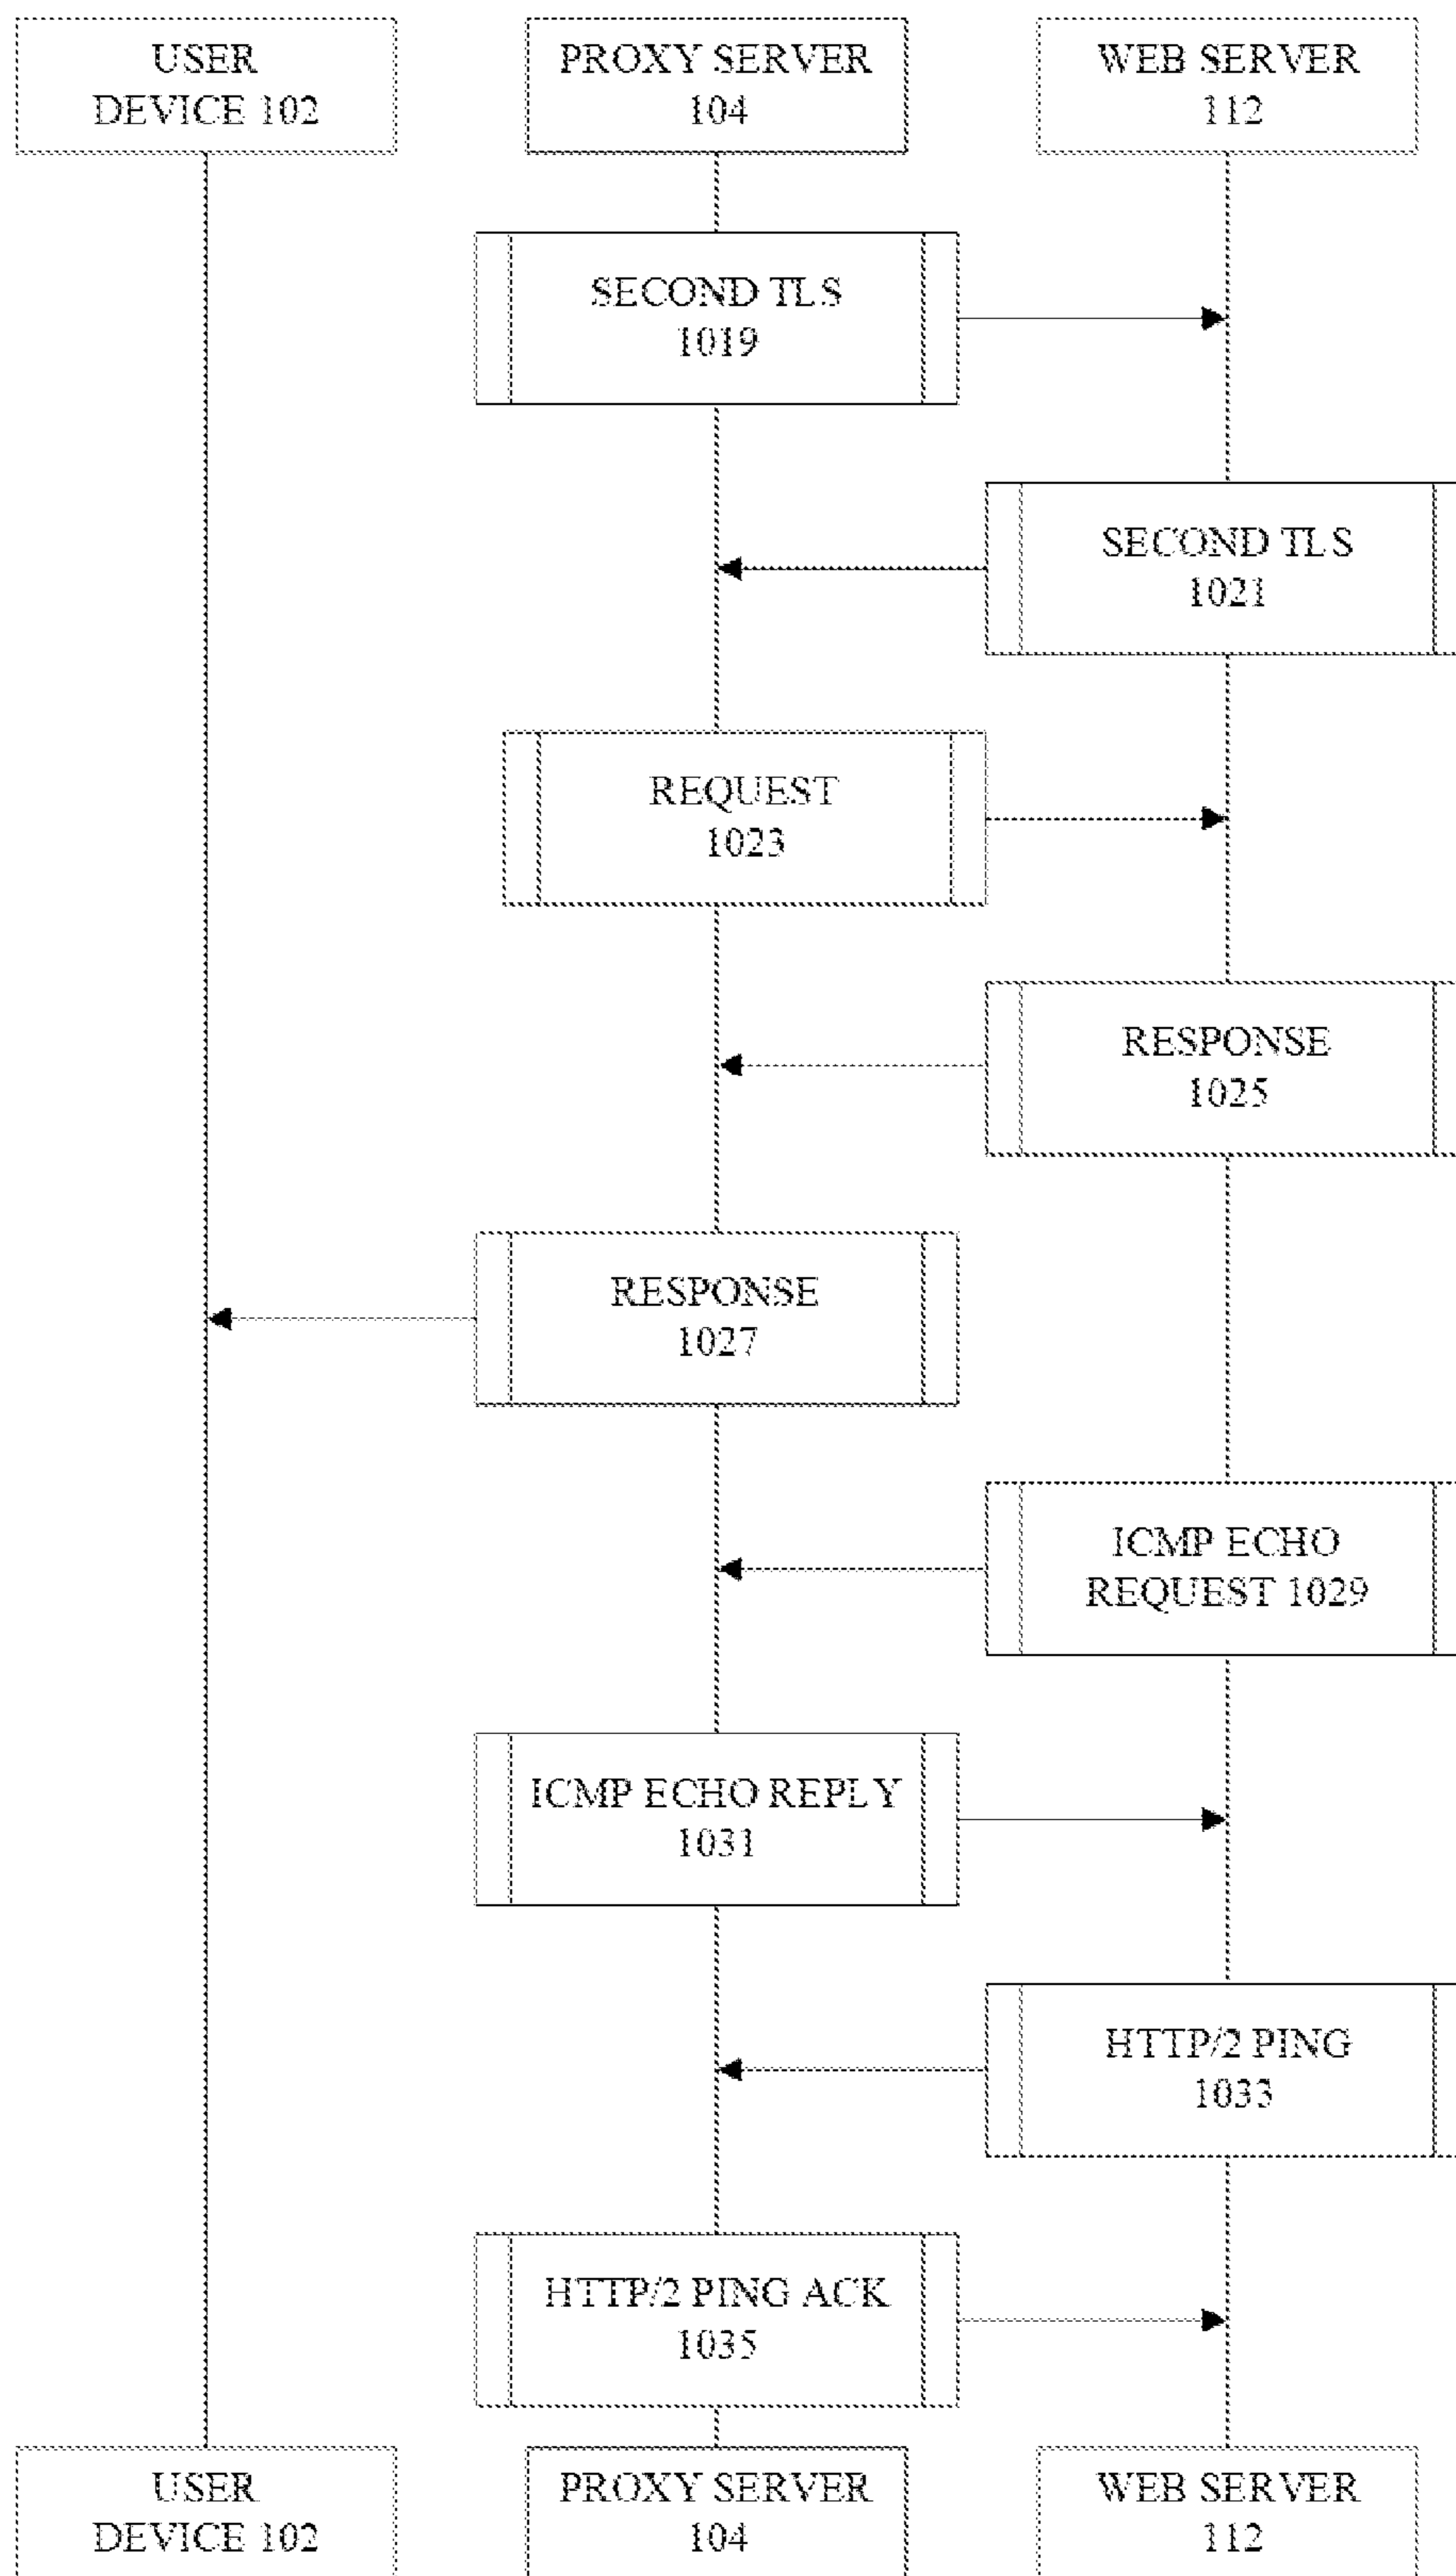 USER
DEVICE 102
PROXY SERVER
104
WEB SERVER
112
SECOND TLS
1019
SECOND TLS
1021
REQUEST
1023
RESPONSE
1025
RESPONSE
1027
ICMP ECHO
REQUEST 1029
ICMP ECHO REPLY
1031
HTTP/2 PING
1033
HTTP/2 PING ACK
1035
USER
DEVICE 102
PROXY SERVER
104
WEB SERVER
112